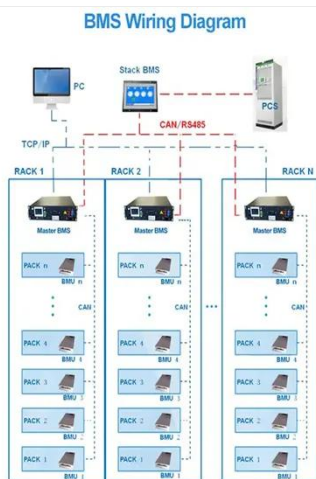 BMS Wiring Diagram
Stack BMS
PC
PCS
CAN/RS485
TCP/IP
RACK 1
RACK 2
RACK N
Master BMS
Master BMS
Master BMS
PACK n
BMU n
PACK n
BMU n
PACK n
BMU n
CAN
CAN
CAN
PACK 4
BMU 4
PACK 4
BMU 4
PACK 4
BMU 4
PACK 3
BMU 3
PACK 3
BMU 3
PACK 3
BMU 3
PACK 2
BMU 2
PACK 2
BMU 2
PACK 2
BMU 2
PACK 1
BMU 1
PACK 1
BMU 1
PACK 1
BMU 1